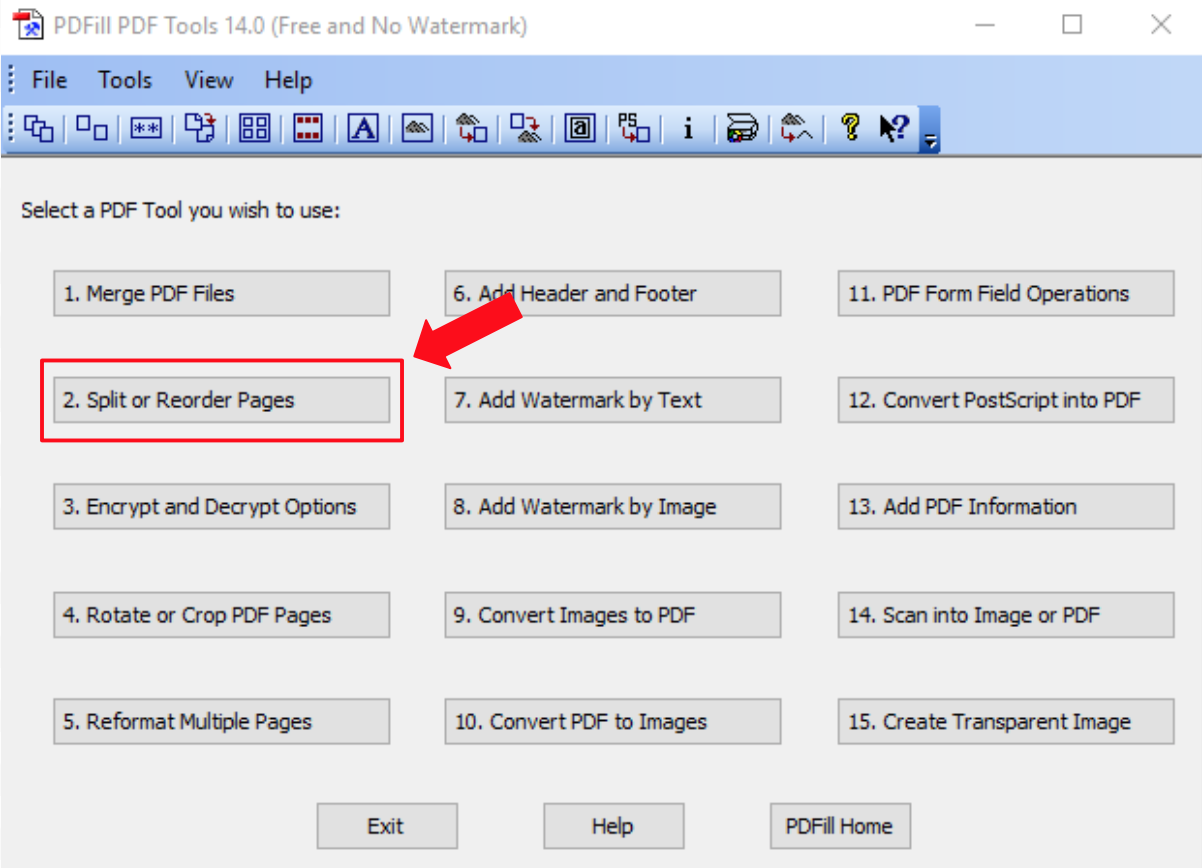 PDFill PDF Tools 14.0 (Free and No Watermark)
File Tools View Help
** A a PS i ? ?
Select a PDF Tool you wish to use:
1. Merge PDF Files
6. Add Header and Footer
11. PDF Form Field Operations
2. Split or Reorder Pages
7. Add Watermark by Text
12. Convert PostScript into PDF
3. Encrypt and Decrypt Options
8. Add Watermark by Image
13. Add PDF Information
4. Rotate or Crop PDF Pages
9. Convert Images to PDF
14. Scan into Image or PDF
5. Reformat Multiple Pages
10. Convert PDF to Images
15. Create Transparent Image
Exit
Help
PDFill Home